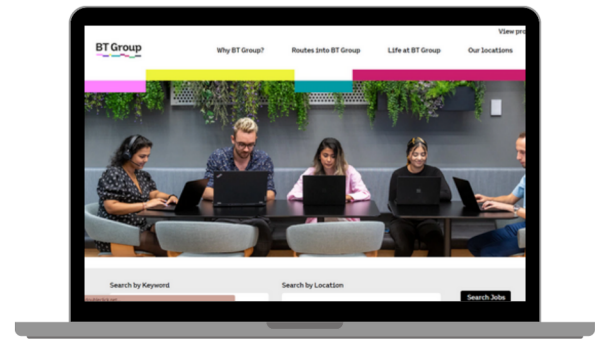 View pro
BT Group
Why BT Group? Routes into BT Group Life at BT Group Our locations
Search by Keyword Search by Location
Search Jobs